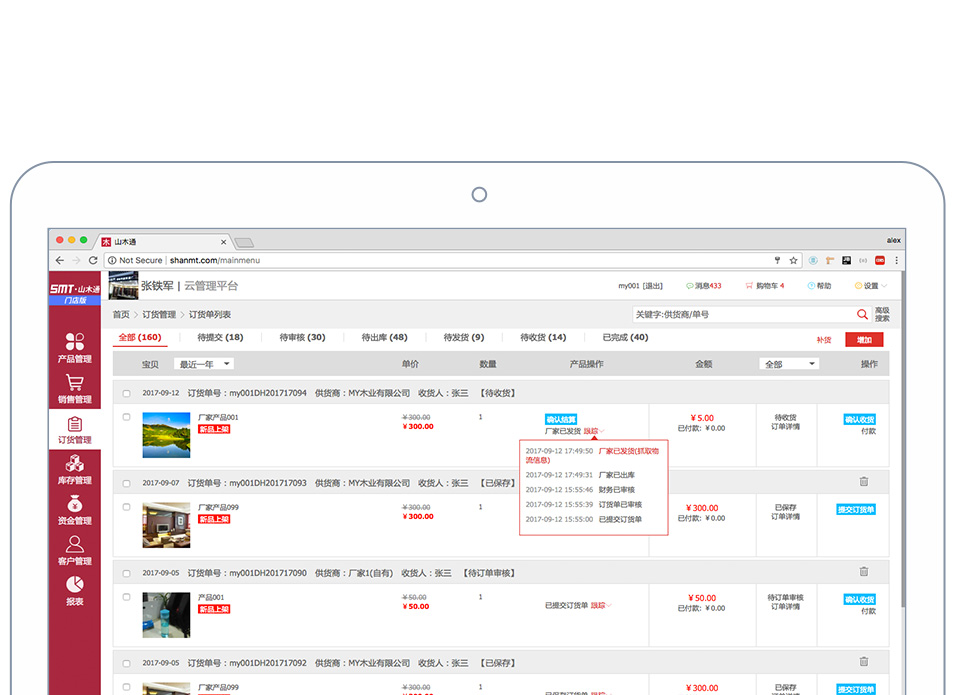 山木通
alex
Not Secure | shanmt.com/mainmenu
SMT·山木通
门店版
张铁军 | 云管理平台
my001 [退出]
消息433
购物车 4
帮助
设置
首页 > 订货管理 > 订货单列表
关键字:供货商/单号
高级
搜索
全部 (160)
待提交 (18)
待审核 (30)
待出库 (48)
待发货 (9)
待收货 (14)
已完成 (40)
补货
增加
宝贝
最近一年
单价
数量
产品操作
金额
全部
操作
产品管理
销售管理
订货管理
库存管理
资金管理
客户管理
报表
2017-09-12 订货单号：my001DH201717094 供货商：MY木业有限公司 收货人：张三 【待收货】
厂家产品001
新品上架
¥300.00
¥300.00
1
确认结算
厂家已发货 跟踪
¥5.00
已付款：¥0.00
待收货
订单详情
确认收货
付款
2017-09-12 17:49:50 厂家已发货(抓取物
流信息)
2017-09-12 17:49:31 厂家已出库
2017-09-12 15:55:46 财务已审核
2017-09-12 15:55:39 订货单已审核
2017-09-12 15:55:00 已提交订货单
2017-09-07 订货单号：my001DH201717093 供货商：MY木业有限公司 收货人：张三 【已保存】
厂家产品099
新品上架
¥300.00
¥300.00
1
¥300.00
已付款：¥0.00
已保存
订单详情
提交订货单
2017-09-05 订货单号：my001DH201717090 供货商：厂家1(自有) 收货人：张三 【待订单审核】
产品001
新品上架
¥50.00
¥50.00
1
已提交订货单 跟踪
¥50.00
已付款：¥0.00
待订单审核
订单详情
确认收货
付款
2017-09-05 订货单号：my001DH201717092 供货商：MY木业有限公司 收货人：张三 【已保存】
厂家产品099
¥300.00
1
¥300.00
已保存
提交订货单